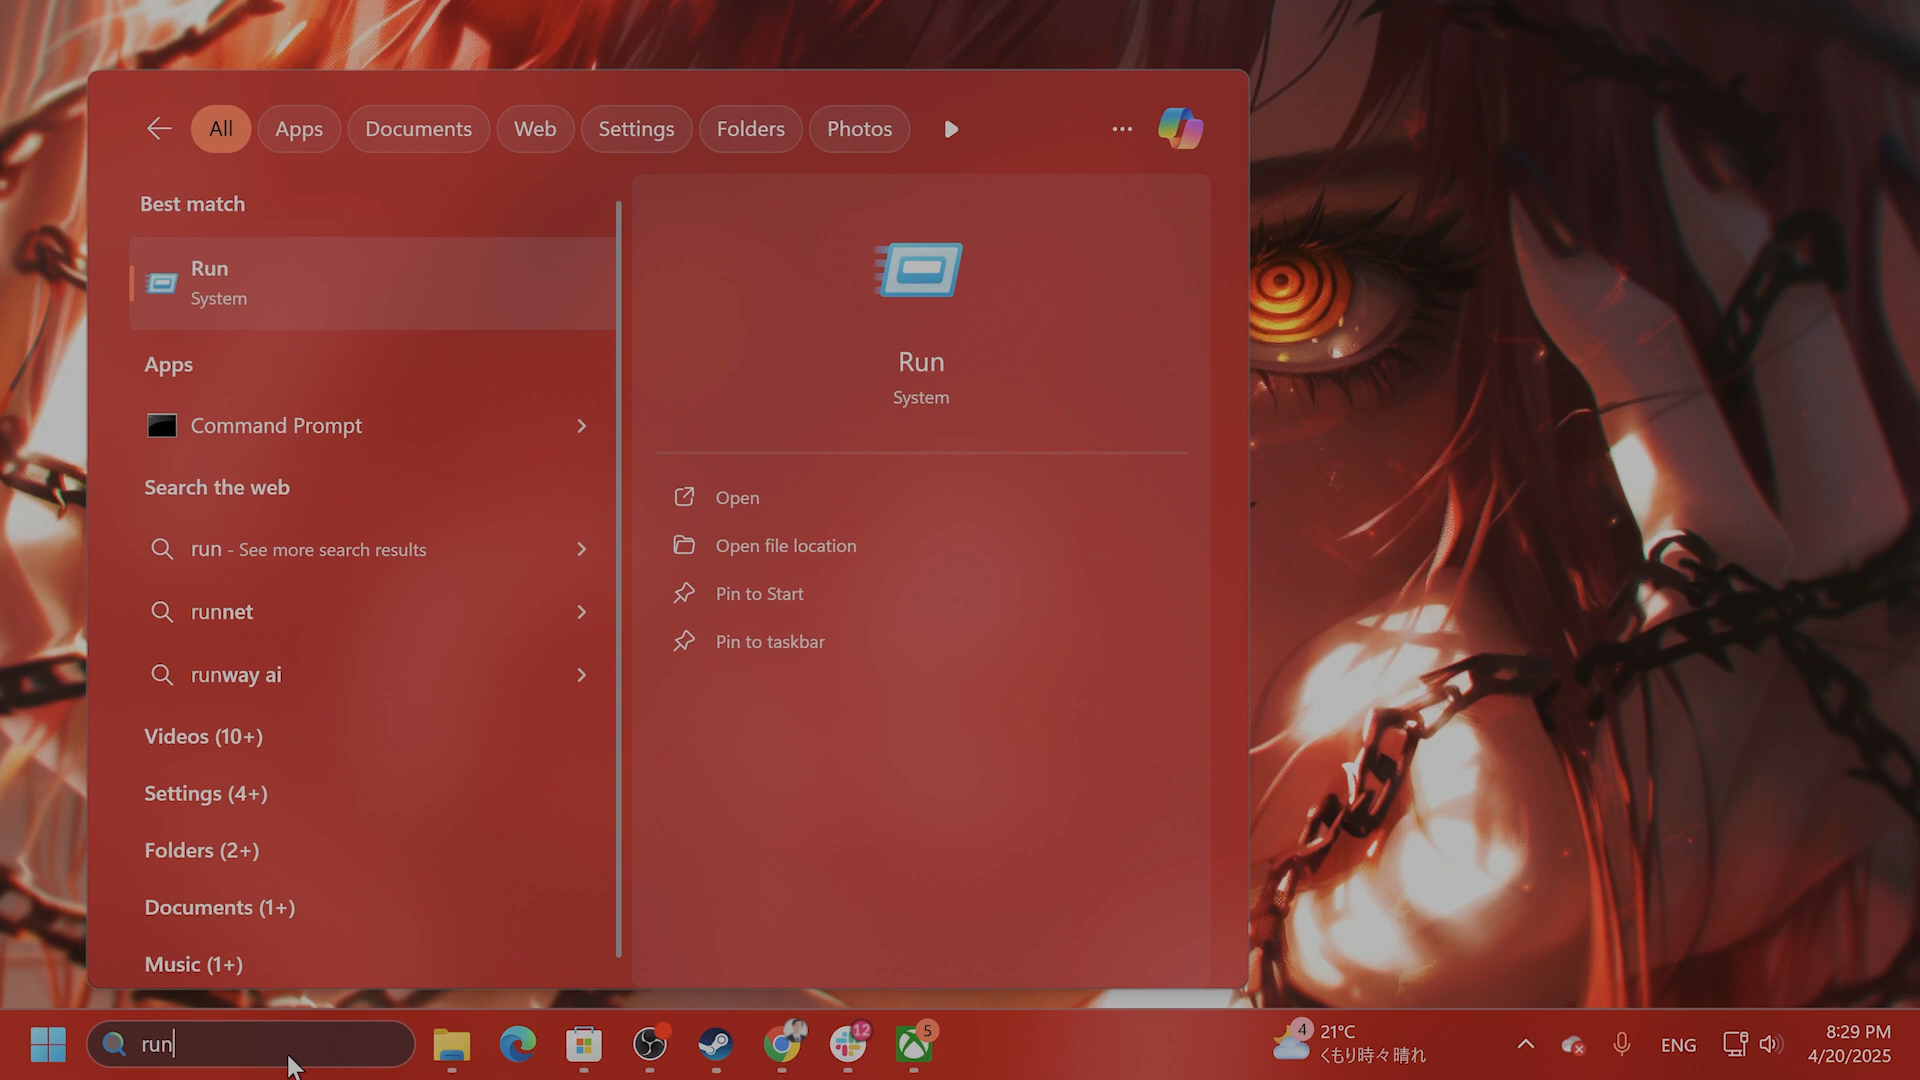 All
Apps
Documents
Web
Settings
Folders
Photos
Best match
Run
System
Apps
Command Prompt
Search the web
run - See more search results
runnet
runway ai
Videos (10+)
Settings (4+)
Folders (2+)
Documents (1+)
Music (1+)
Run
System
Open
Open file location
Pin to Start
Pin to taskbar
run
12
5
4
21°C
くもり時々晴れ
ENG
8:29 PM
4/20/2025